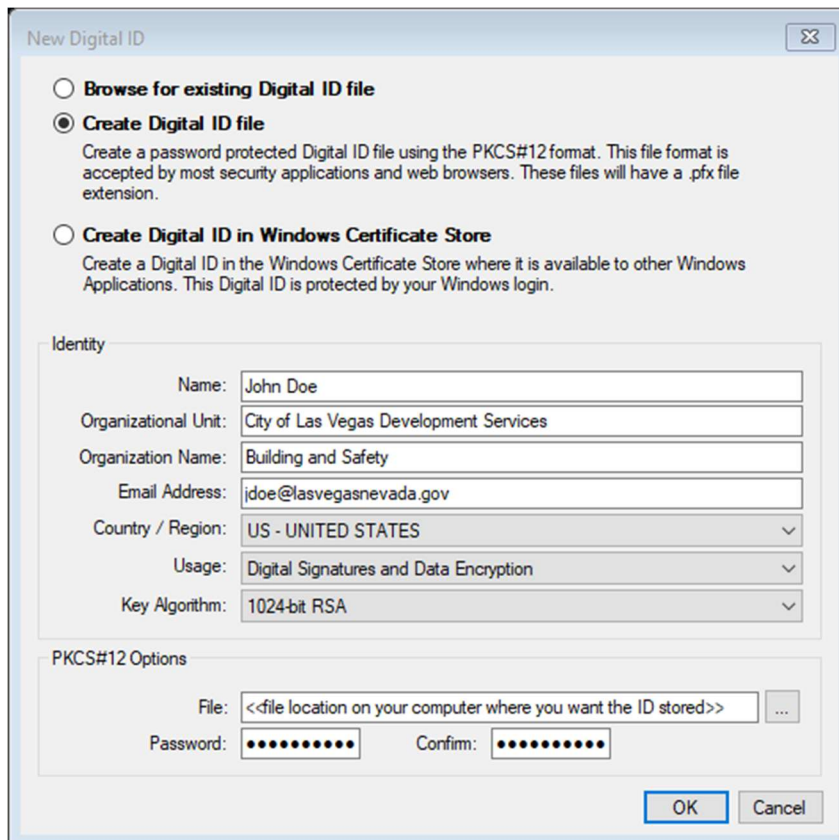 New Digital ID
Browse for existing Digital ID file
Create Digital ID file
Create a password protected Digital ID file using the PKCS#12 format. This file format is
accepted by most security applications and web browsers. These files will have a .pfx file
extension.
Create Digital ID in Windows Certificate Store
Create a Digital ID in the Windows Certificate Store where it is available to other Windows
Applications. This Digital ID is protected by your Windows login.
Identity
Name: John Doe
Organizational Unit: City of Las Vegas Development Services
Organization Name: Building and Safety
Email Address: jdoe@lasvegasnevada.gov
Country / Region: US - UNITED STATES
Usage: Digital Signatures and Data Encryption
Key Algorithm: 1024-bit RSA
PKCS#12 Options
File: <<file location on your computer where you want the ID stored>> ...
Password: ●●●●●●●●●● Confirm: ●●●●●●●●●●
OK Cancel